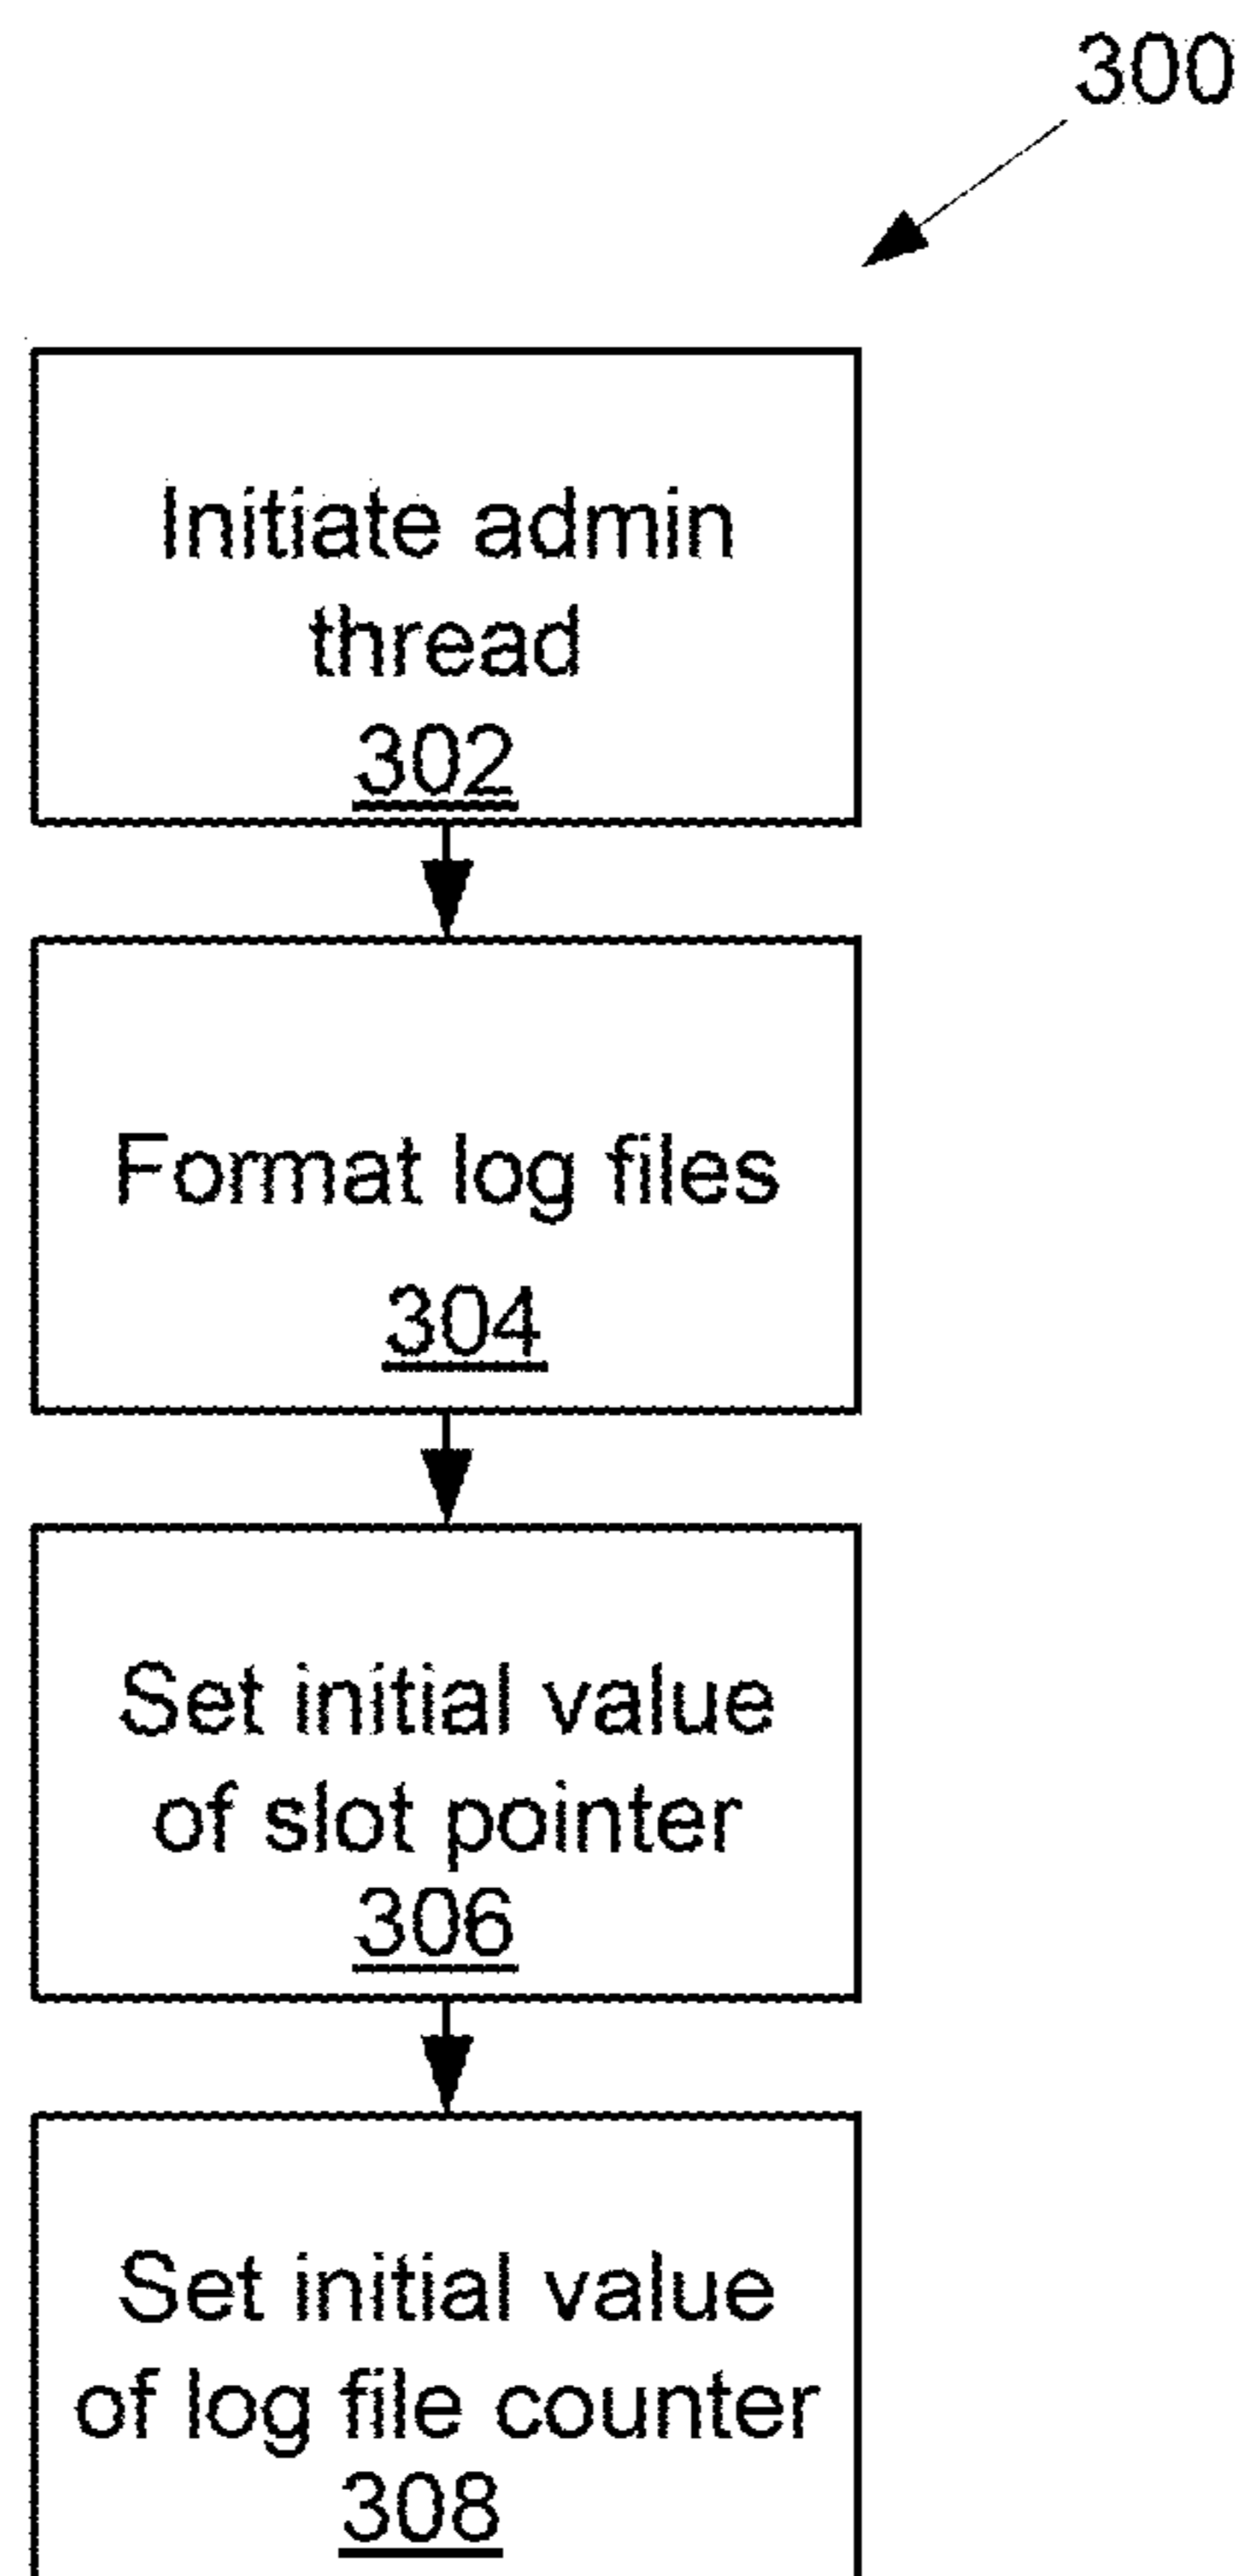 300
Initiate admin
thread
302
Format log files
304
Set initial value
of slot pointer
306
Set initial value
of log file counter
308